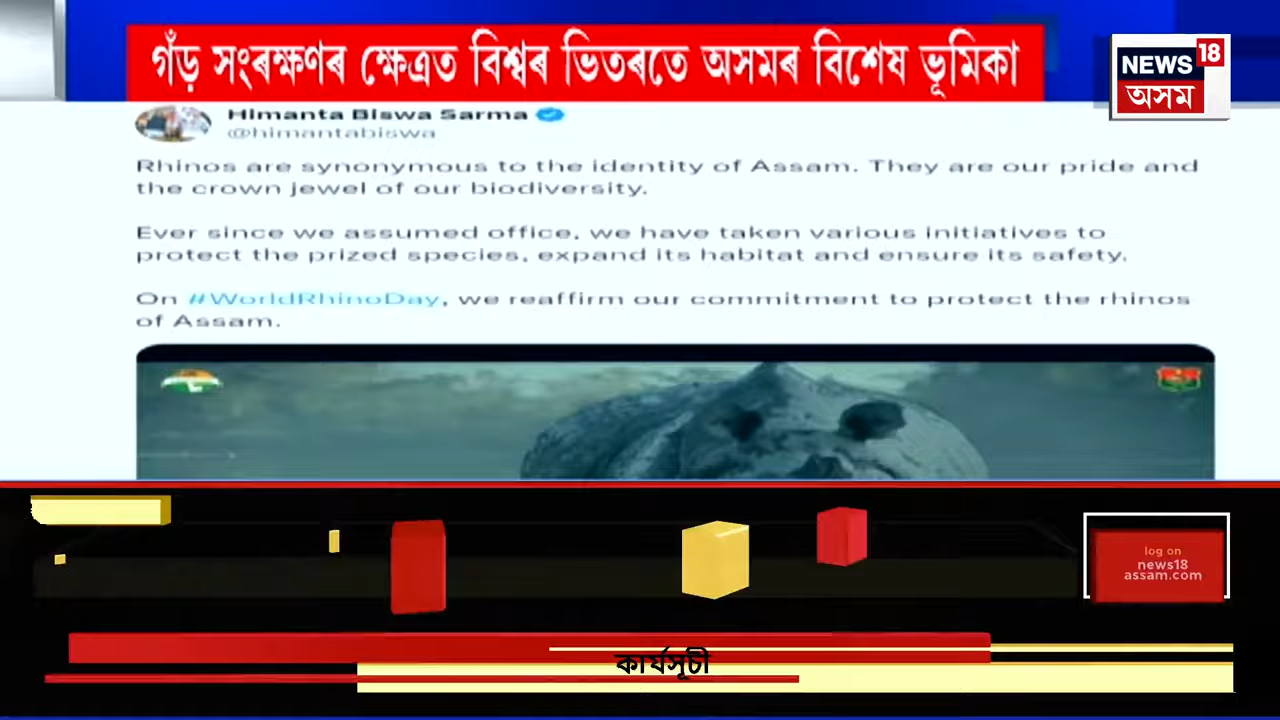 গঁড় সংৰক্ষণৰ ক্ষেত্ৰত বিশ্বৰ ভিতৰতে অসমৰ বিশেষ ভূমিকা
NEWS 18
অসম
Himanta Biswa Sarma
@himantabiswa
Rhinos are synonymous to the identity of Assam. They are our pride and
the crown jewel of our biodiversity.
Ever since we assumed office, we have taken various initiatives to
protect the prized species, expand its habitat and ensure its safety.
On #WorldRhinoDay, we reaffirm our commitment to protect the rhinos
of Assam.
log on
news18
assam.com
কাৰ্যসূচী